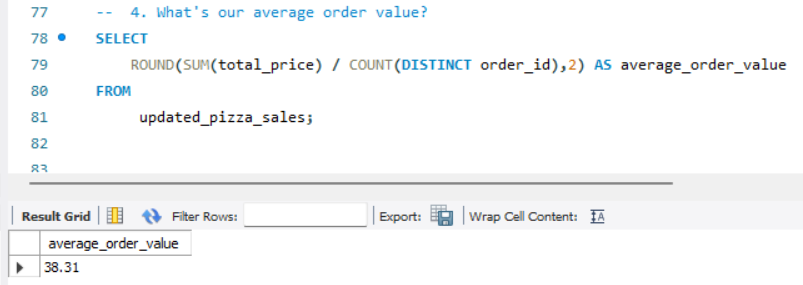 77 -- 4. What's our average order value?
78 SELECT
79 ROUND(SUM(total_price) / COUNT(DISTINCT order_id),2) AS average_order_value
80 FROM
81 updated_pizza_sales;
82
83
Result Grid Filter Rows: Export: Wrap Cell Content:
average_order_value
38.31